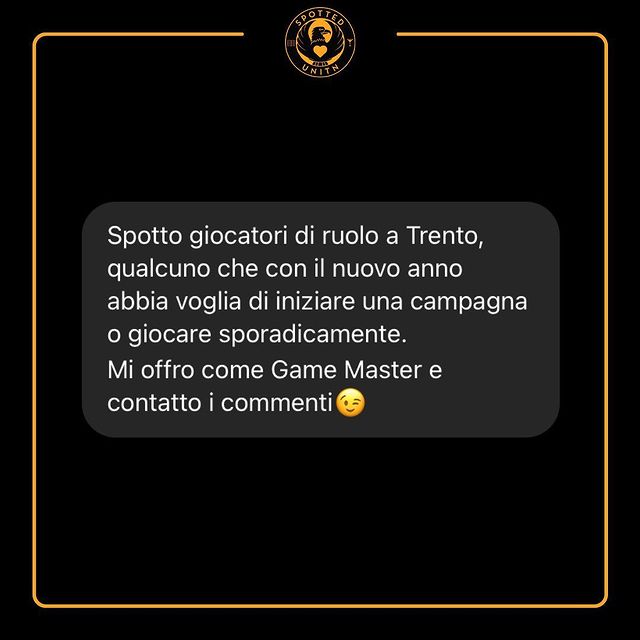 SPOTTED
UNITN
Spotto giocatori di ruolo a Trento,
qualcuno che con il nuovo anno
abbia voglia di iniziare una campagna
o giocare sporadicamente.
Mi offro come Game Master e
contatto i commenti😉